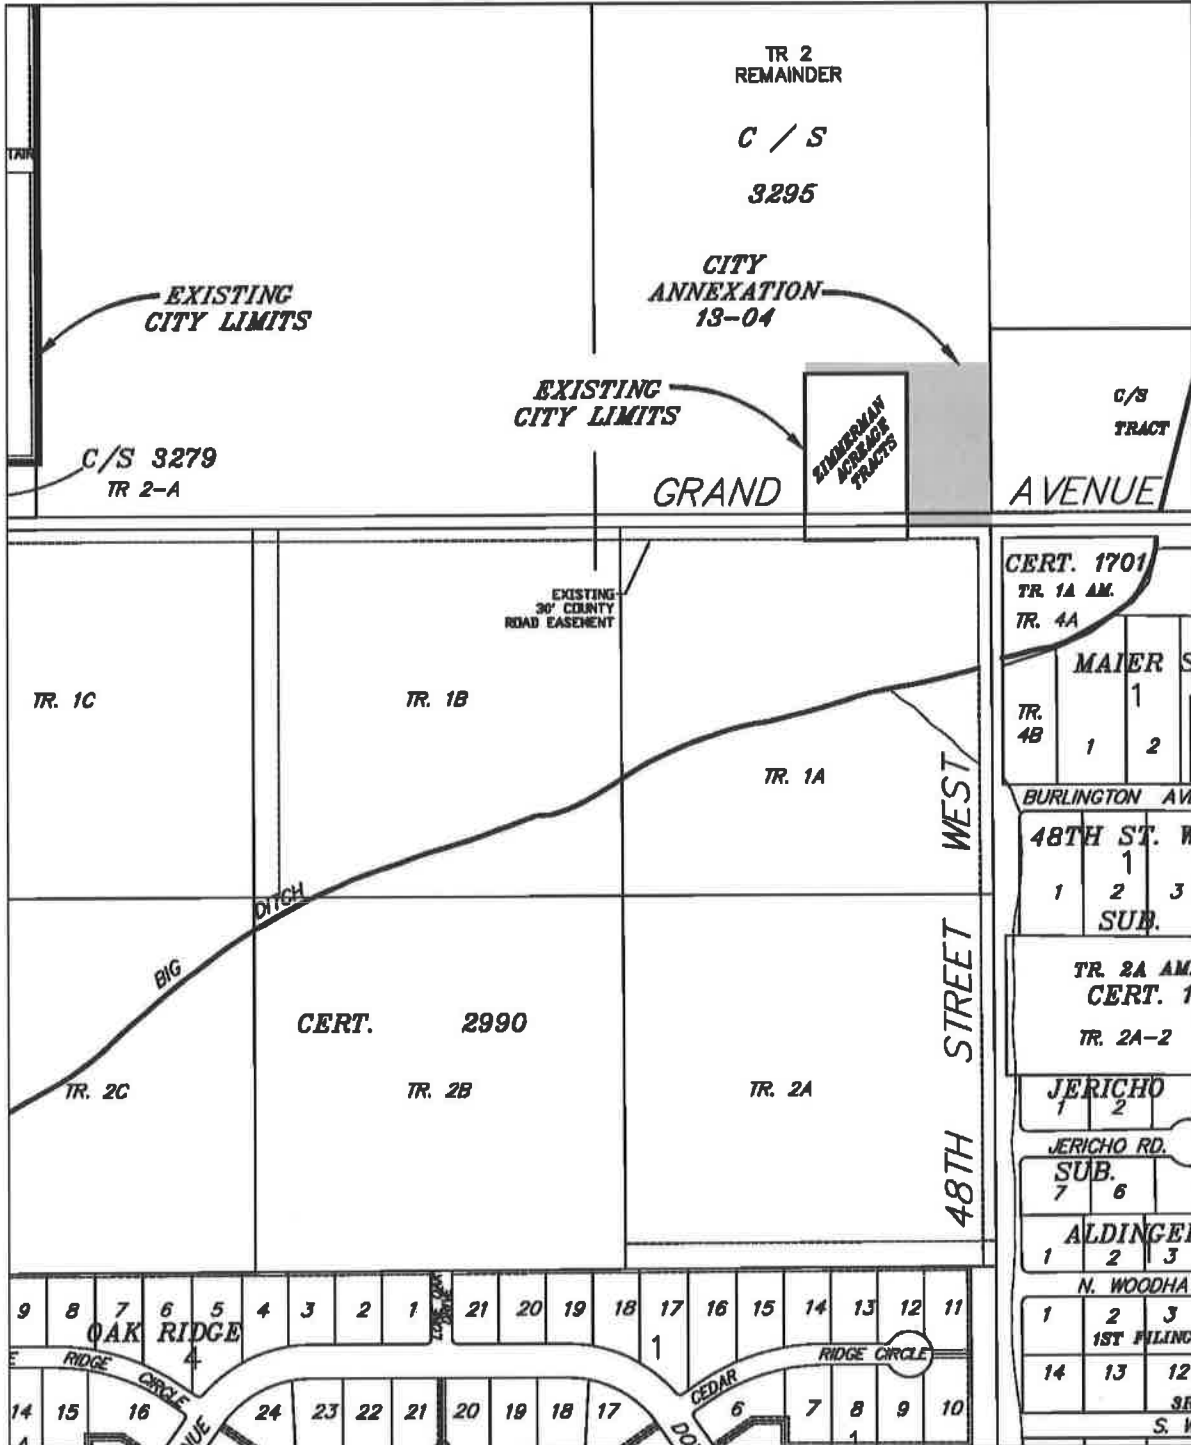 TR 2
REMAINDER
C / S
3295
CITY
ANNEXATION
13-04
EXISTING
CITY LIMITS
EXISTING
CITY LIMITS
C/S 3279
TR 2-A
ZIMMERMAN
ACREAGE
TRACTS
C/S
TRACT
GRAND AVENUE
EXISTING
30' COUNTY
ROAD EASEMENT
CERT. 1701
TR. 1A AM.
TR. 4A
MAIER S
1
TR.
4B
1 2
TR. 1C
TR. 1B
TR. 1A
BURLINGTON AV
48TH ST. W
1
1 2 3
SUB.
BIG DITCH
48TH STREET WEST
TR. 2A AM.
CERT. 1
TR. 2A-2
CERT. 2990
TR. 2C
TR. 2B
TR. 2A
JERICHO
1 2
JERICHO RD.
SUB.
7 6
ALDINGER
1 2 3
N. WOODHA
1 2 3
1ST FILING
14 13 12
S. W
9 8 7 6 5 4 3 2 1 21 20 19 18 17 16 15 14 13 12 11
LONE OAK
DRIVE
OAK RIDGE
4
1
RIDGE CIRCLE
CEDAR RIDGE CIRCLE
14 15 16 24 23 22 21 20 19 18 17 6 7 8 9 10
1